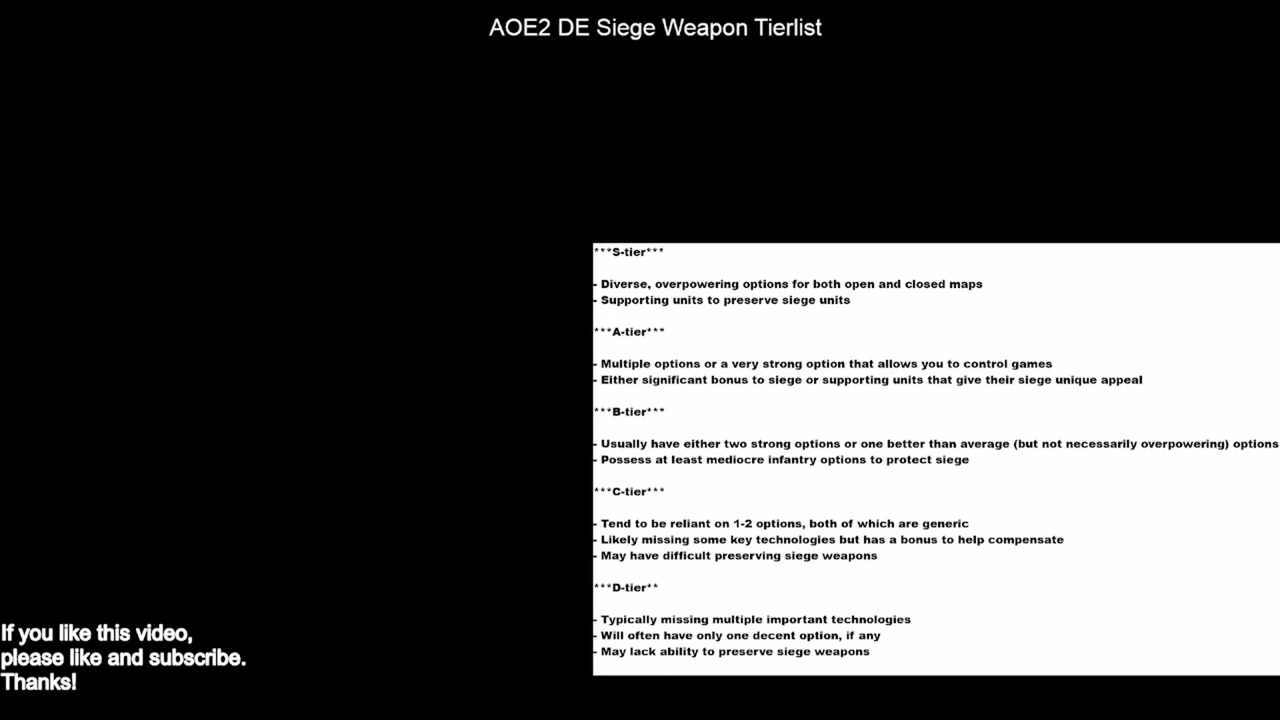 AOE2 DE Siege Weapon Tierlist
***S-tier***
- Diverse, overpowering options for both open and closed maps
- Supporting units to preserve siege units
***A-tier***
- Multiple options or a very strong option that allows you to control games
- Either significant bonus to siege or supporting units that give their siege unique appeal
***B-tier***
- Usually have either two strong options or one better than average (but not necessarily overpowering) options
- Possess at least mediocre infantry options to protect siege
***C-tier***
- Tend to be reliant on 1-2 options, both of which are generic
- Likely missing some key technologies but has a bonus to help compensate
- May have difficult preserving siege weapons
***D-tier**
- Typically missing multiple important technologies
- Will often have only one decent option, if any
- May lack ability to preserve siege weapons
If you like this video,
please like and subscribe.
Thanks!